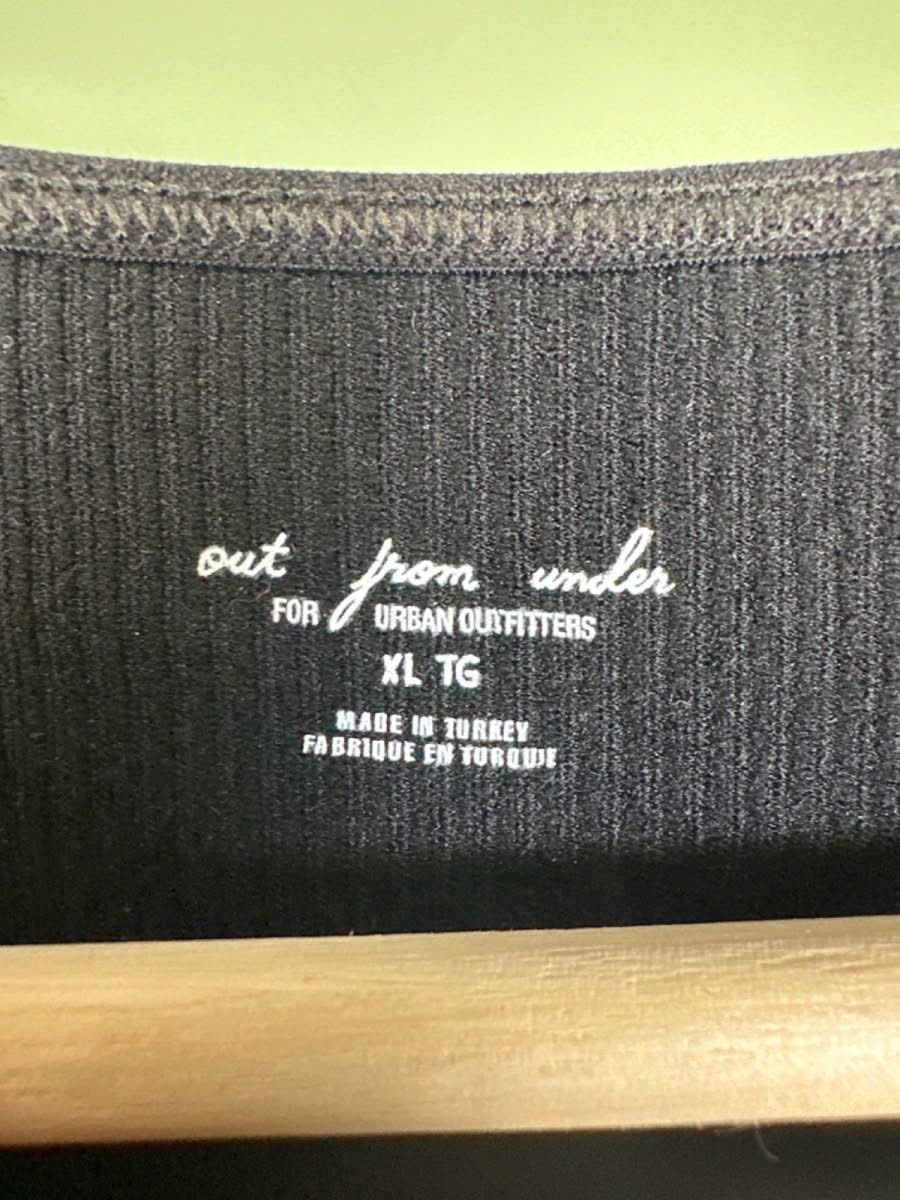 out from under
FOR URBAN OUTFITTERS
XL TG
MADE IN TURKEY
FABRIQUE EN TURQUIE